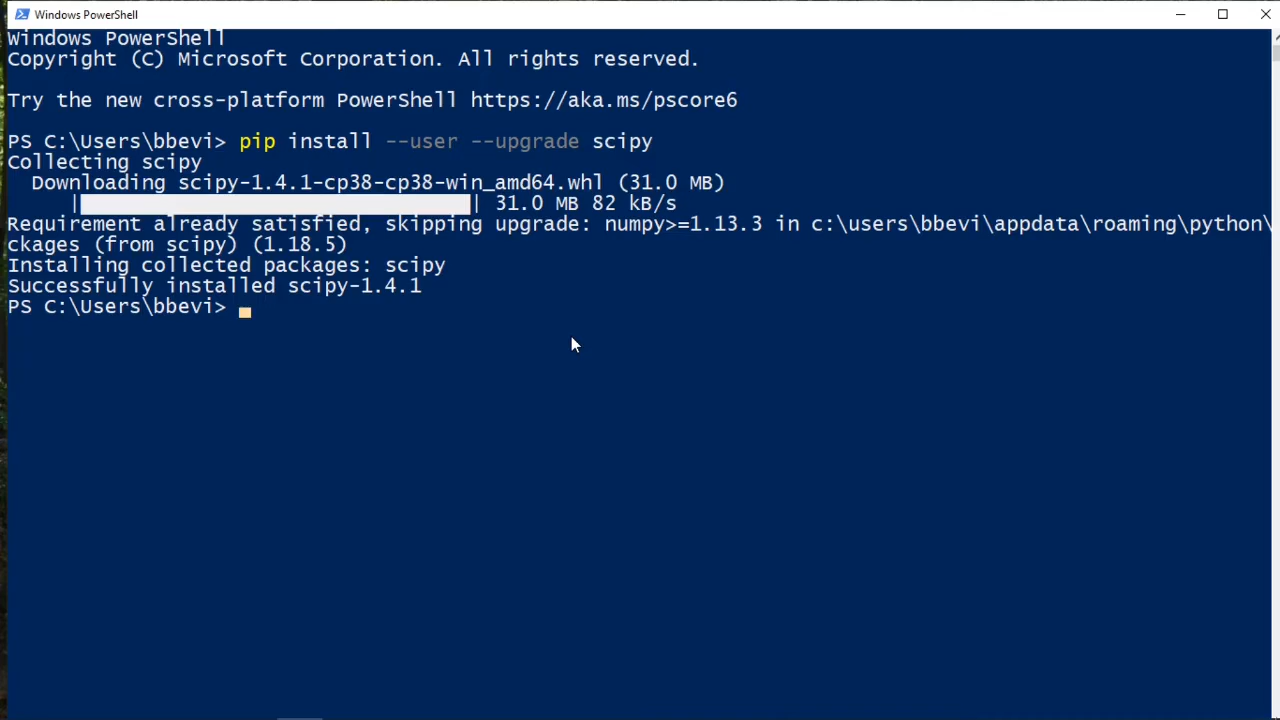 Windows PowerShell
Windows PowerShell
Copyright (C) Microsoft Corporation. All rights reserved.
Try the new cross-platform PowerShell https://aka.ms/pscore6
PS C:\Users\bbevi> pip install --user --upgrade scipy
Collecting scipy
  Downloading scipy-1.4.1-cp38-cp38-win_amd64.whl (31.0 MB)
     |████████████████████████████████| 31.0 MB 82 kB/s
Requirement already satisfied, skipping upgrade: numpy>=1.13.3 in c:\users\bbevi\appdata\roaming\python\
ckages (from scipy) (1.18.5)
Installing collected packages: scipy
Successfully installed scipy-1.4.1
PS C:\Users\bbevi>